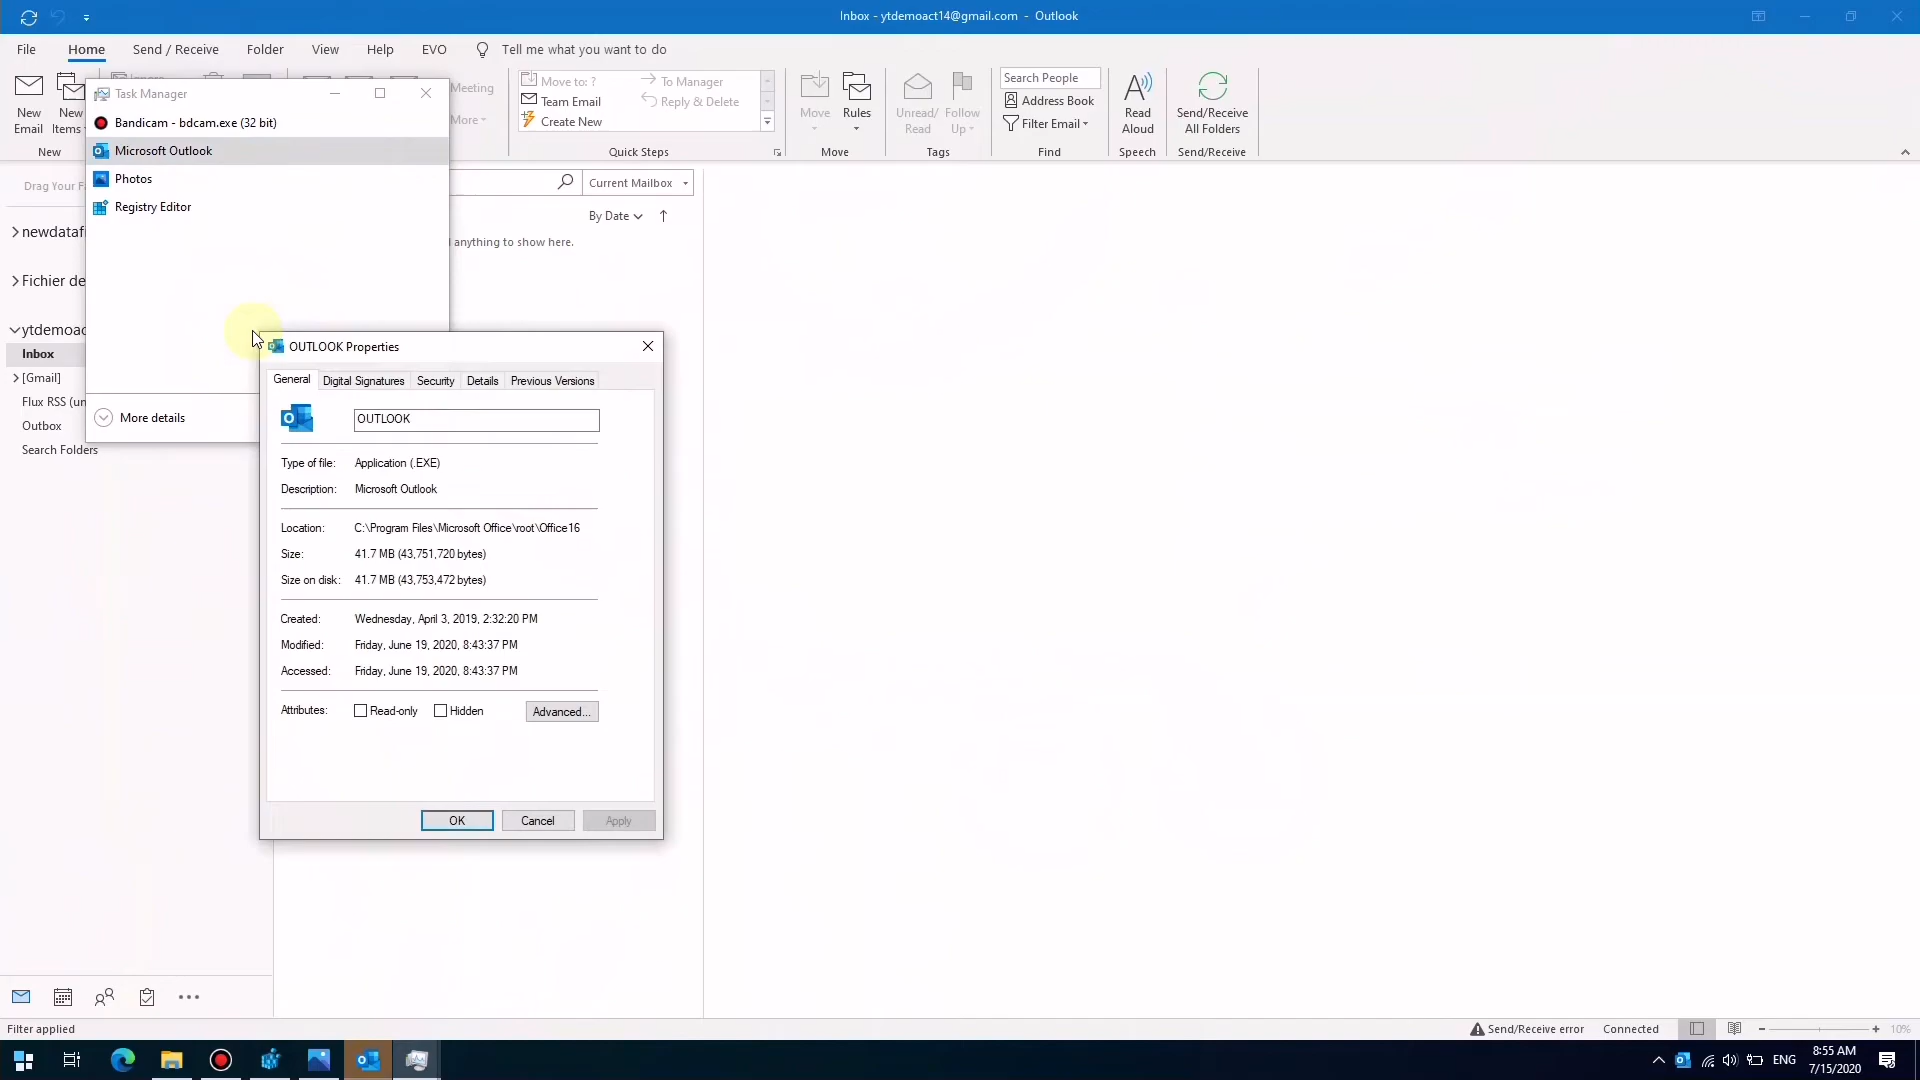 Inbox - ytdemoact14@gmail.com - Outlook
File Home Send / Receive Folder View Help EVO Tell me what you want to do
New Email
New Items
New
Meeting
More
Move to: ?
Team Email
Create New
To Manager
Reply & Delete
Quick Steps
Move
Rules
Move
Unread/ Read
Follow Up
Tags
Search People
Address Book
Filter Email
Find
Read Aloud
Speech
Send/Receive All Folders
Send/Receive
Task Manager
Bandicam - bdcam.exe (32 bit)
Microsoft Outlook
Photos
Registry Editor
More details
Drag Your
Current Mailbox
By Date
anything to show here.
newdatafi
Fichier de
ytdemoac
Inbox
[Gmail]
Flux RSS (un
Outbox
Search Folders
OUTLOOK Properties
General Digital Signatures Security Details Previous Versions
OUTLOOK
Type of file: Application (.EXE)
Description: Microsoft Outlook
Location: C:\Program Files\Microsoft Office\root\Office16
Size: 41.7 MB (43,751,720 bytes)
Size on disk: 41.7 MB (43,753,472 bytes)
Created: Wednesday, April 3, 2019, 2:32:20 PM
Modified: Friday, June 19, 2020, 8:43:37 PM
Accessed: Friday, June 19, 2020, 8:43:37 PM
Attributes: Read-only Hidden Advanced...
OK Cancel Apply
Filter applied
Send/Receive error Connected 10%
ENG
8:55 AM
7/15/2020